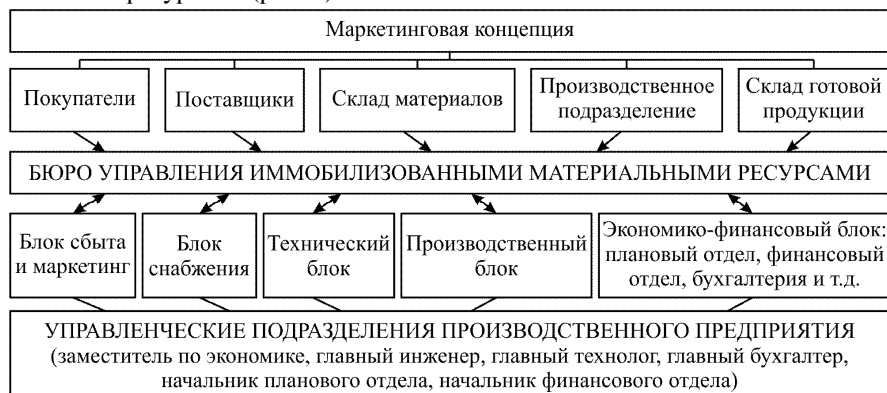 Маркетинговая концепция
Покупатели
Поставщики
Склад материалов
Производственное
подразделение
Склад готовой
продукции
БЮРО УПРАВЛЕНИЯ ИММОБИЛИЗОВАННЫМИ МАТЕРИАЛЬНЫМИ РЕСУРСАМИ
Блок сбыта
и маркетинг
Блок
снабжения
Технический
блок
Производственный
блок
Экономико-финансовый блок:
плановый отдел, финансовый
отдел, бухгалтерия и т.д.
УПРАВЛЕНЧЕСКИЕ ПОДРАЗДЕЛЕНИЯ ПРОИЗВОДСТВЕННОГО ПРЕДПРИЯТИЯ
(заместитель по экономике, главный инженер, главный технолог, главный бухгалтер,
начальник планового отдела, начальник финансового отдела)